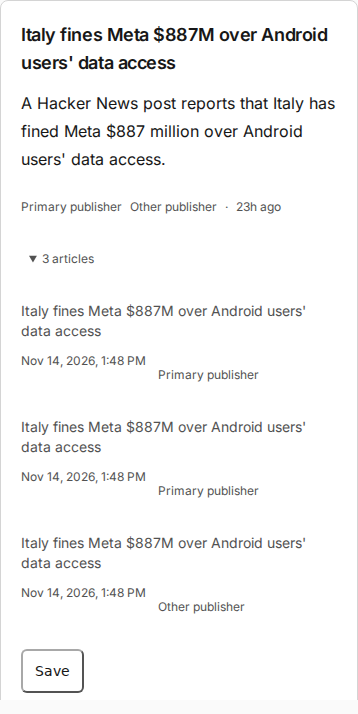 Italy fines Meta $887M over Android
users' data access
A Hacker News post reports that Italy has
fined Meta $887 million over Android
users' data access.
Primary publisher Other publisher · 23h ago
▼ 3 articles
Italy fines Meta $887M over Android users'
data access
Nov 14, 2026, 1:48 PM
Primary publisher
Italy fines Meta $887M over Android users'
data access
Nov 14, 2026, 1:48 PM
Primary publisher
Italy fines Meta $887M over Android users'
data access
Nov 14, 2026, 1:48 PM
Other publisher
Save